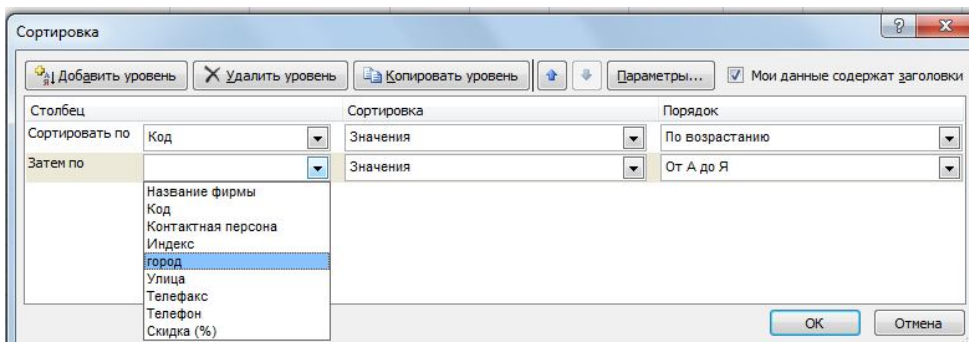 Сортировка
Добавить уровень Удалить уровень Копировать уровень Параметры... Мои данные содержат заголовки
Столбец Сортировка Порядок
Сортировать по Код Значения По возрастанию
Затем по Значения От А до Я
Название фирмы
Код
Контактная персона
Индекс
город
Улица
Телефакс
Телефон
Скидка (%)
ОК Отмена